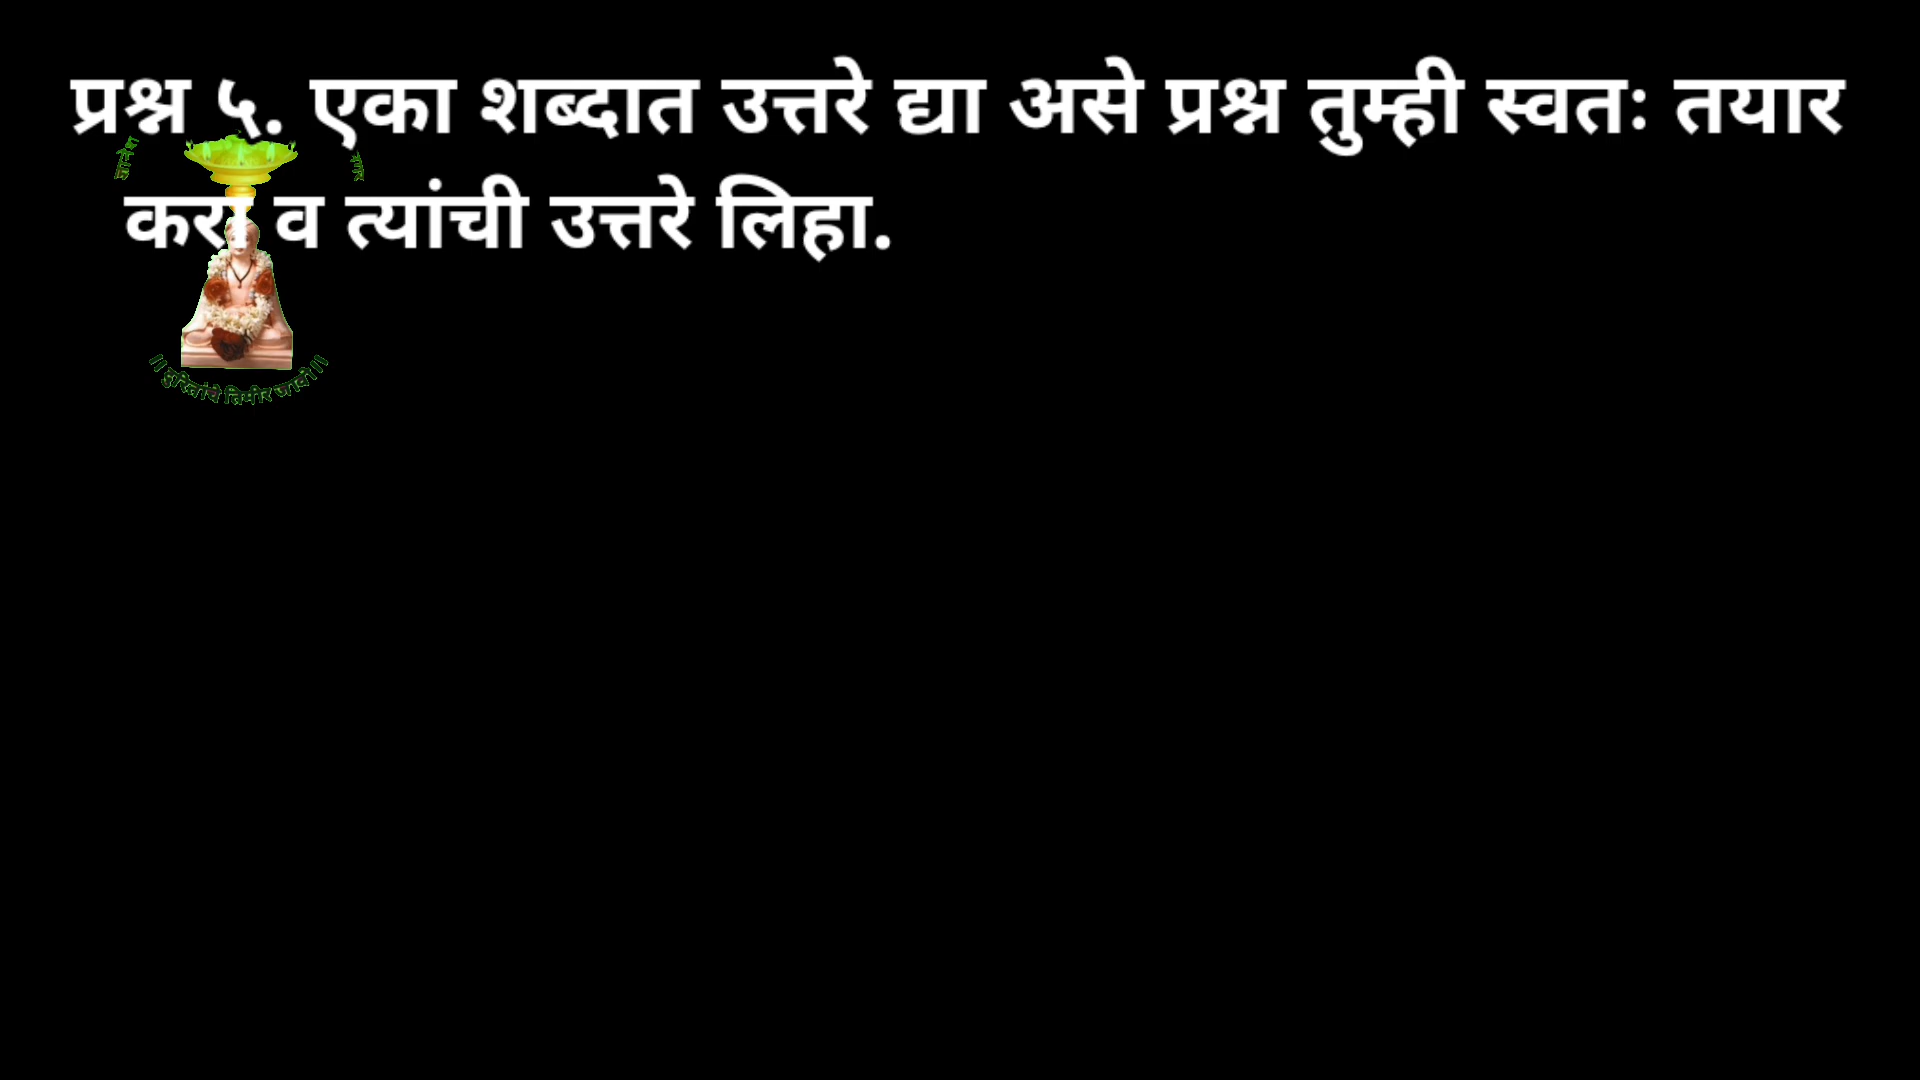 प्रश्न ५. एका शब्दात उत्तरे द्या असे प्रश्न तुम्ही स्वतः तयार
करा व त्यांची उत्तरे लिहा.
॥ दुरितांचे तिमीर जावो ॥